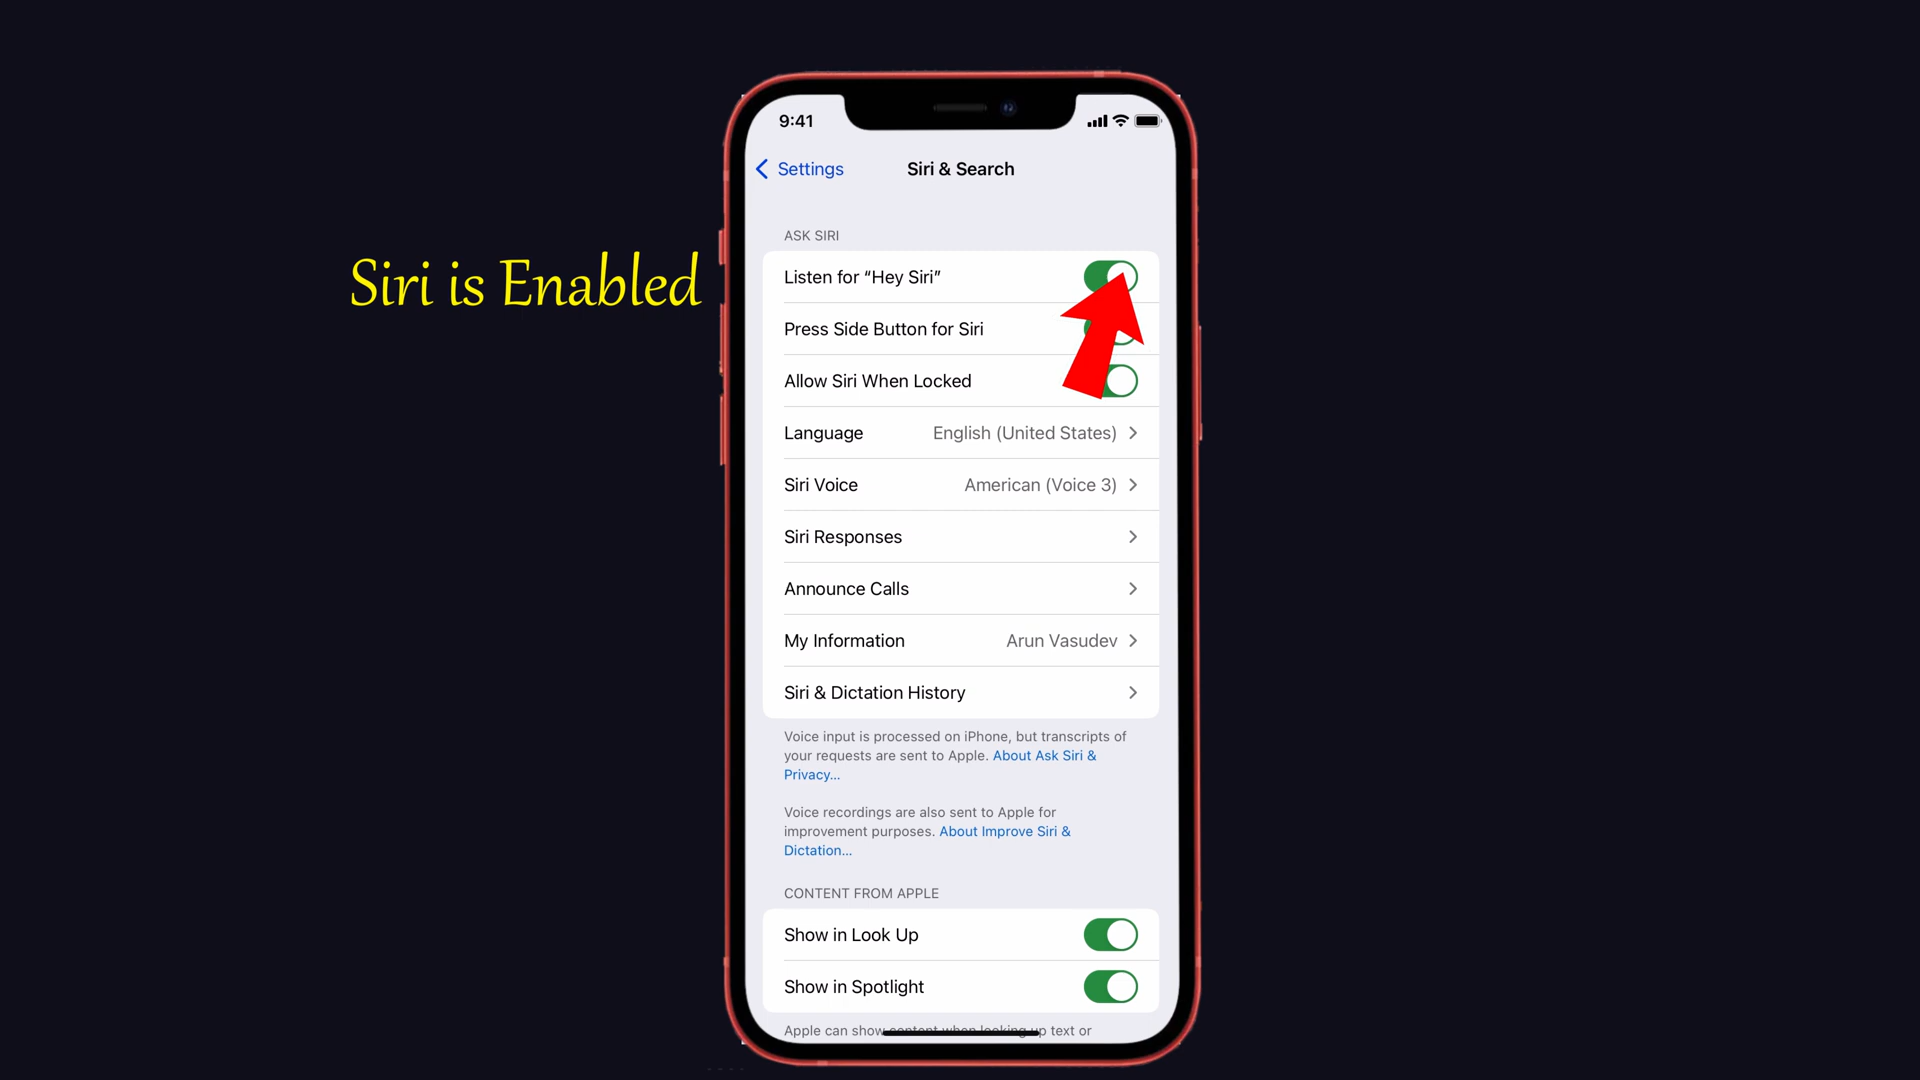 9:41
Settings
Siri & Search
ASK SIRI
Listen for “Hey Siri”
Siri is Enabled
Press Side Button for Siri
Allow Siri When Locked
Language English (United States)
Siri Voice American (Voice 3)
Siri Responses
Announce Calls
My Information Arun Vasudev
Siri & Dictation History
Voice input is processed on iPhone, but transcripts of
your requests are sent to Apple. About Ask Siri &
Privacy...
Voice recordings are also sent to Apple for
improvement purposes. About Improve Siri &
Dictation...
CONTENT FROM APPLE
Show in Look Up
Show in Spotlight
Apple can show content when looking up text or